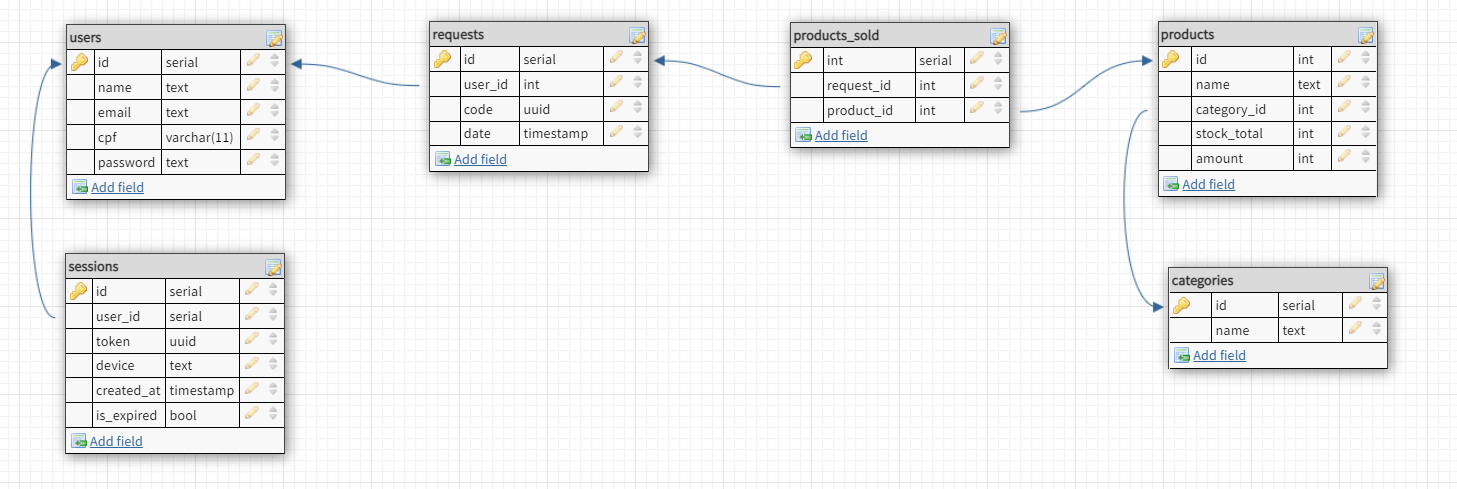 users
id serial
name text
email text
cpf varchar(11)
password text
Add field
requests
id serial
user_id int
code uuid
date timestamp
Add field
products_sold
int serial
request_id int
product_id int
Add field
products
id int
name text
category_id int
stock_total int
amount int
Add field
sessions
id serial
user_id serial
token uuid
device text
created_at timestamp
is_expired bool
Add field
categories
id serial
name text
Add field